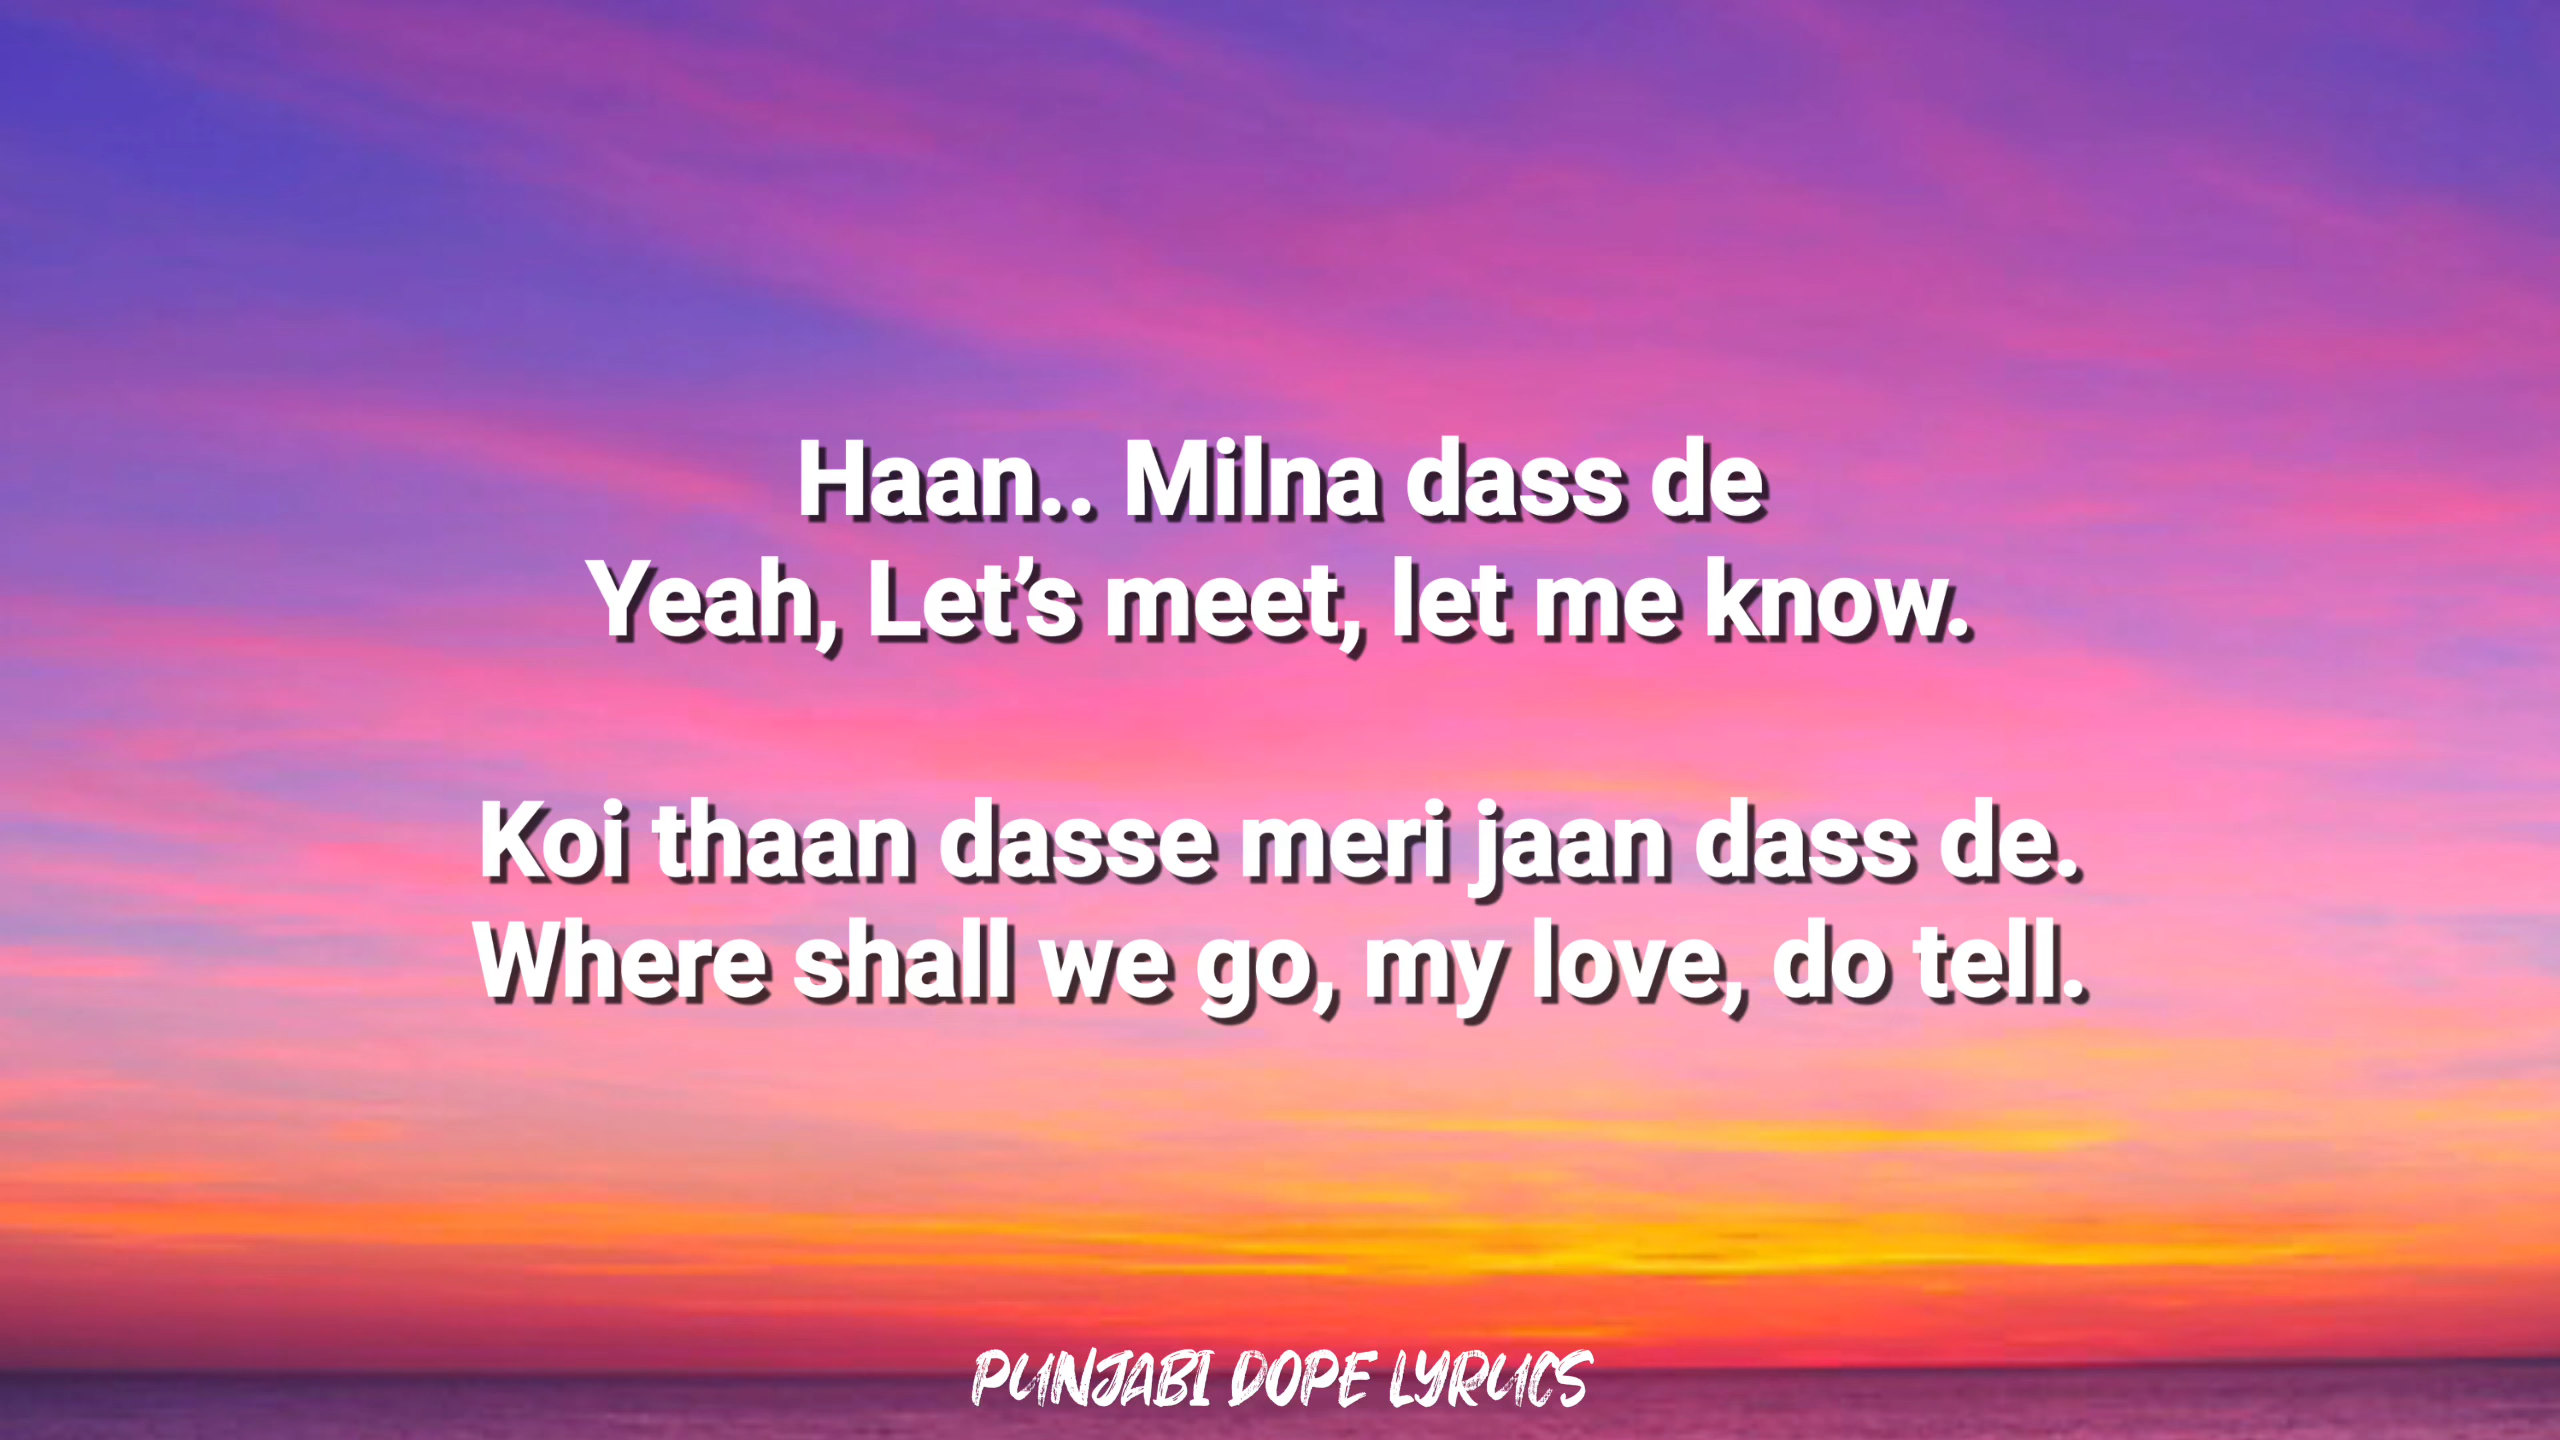 Haan.. Milna dass de
Yeah, Let’s meet, let me know.
Koi thaan dasse meri jaan dass de.
Where shall we go, my love, do tell.
PUNJABI DOPE LYRICS